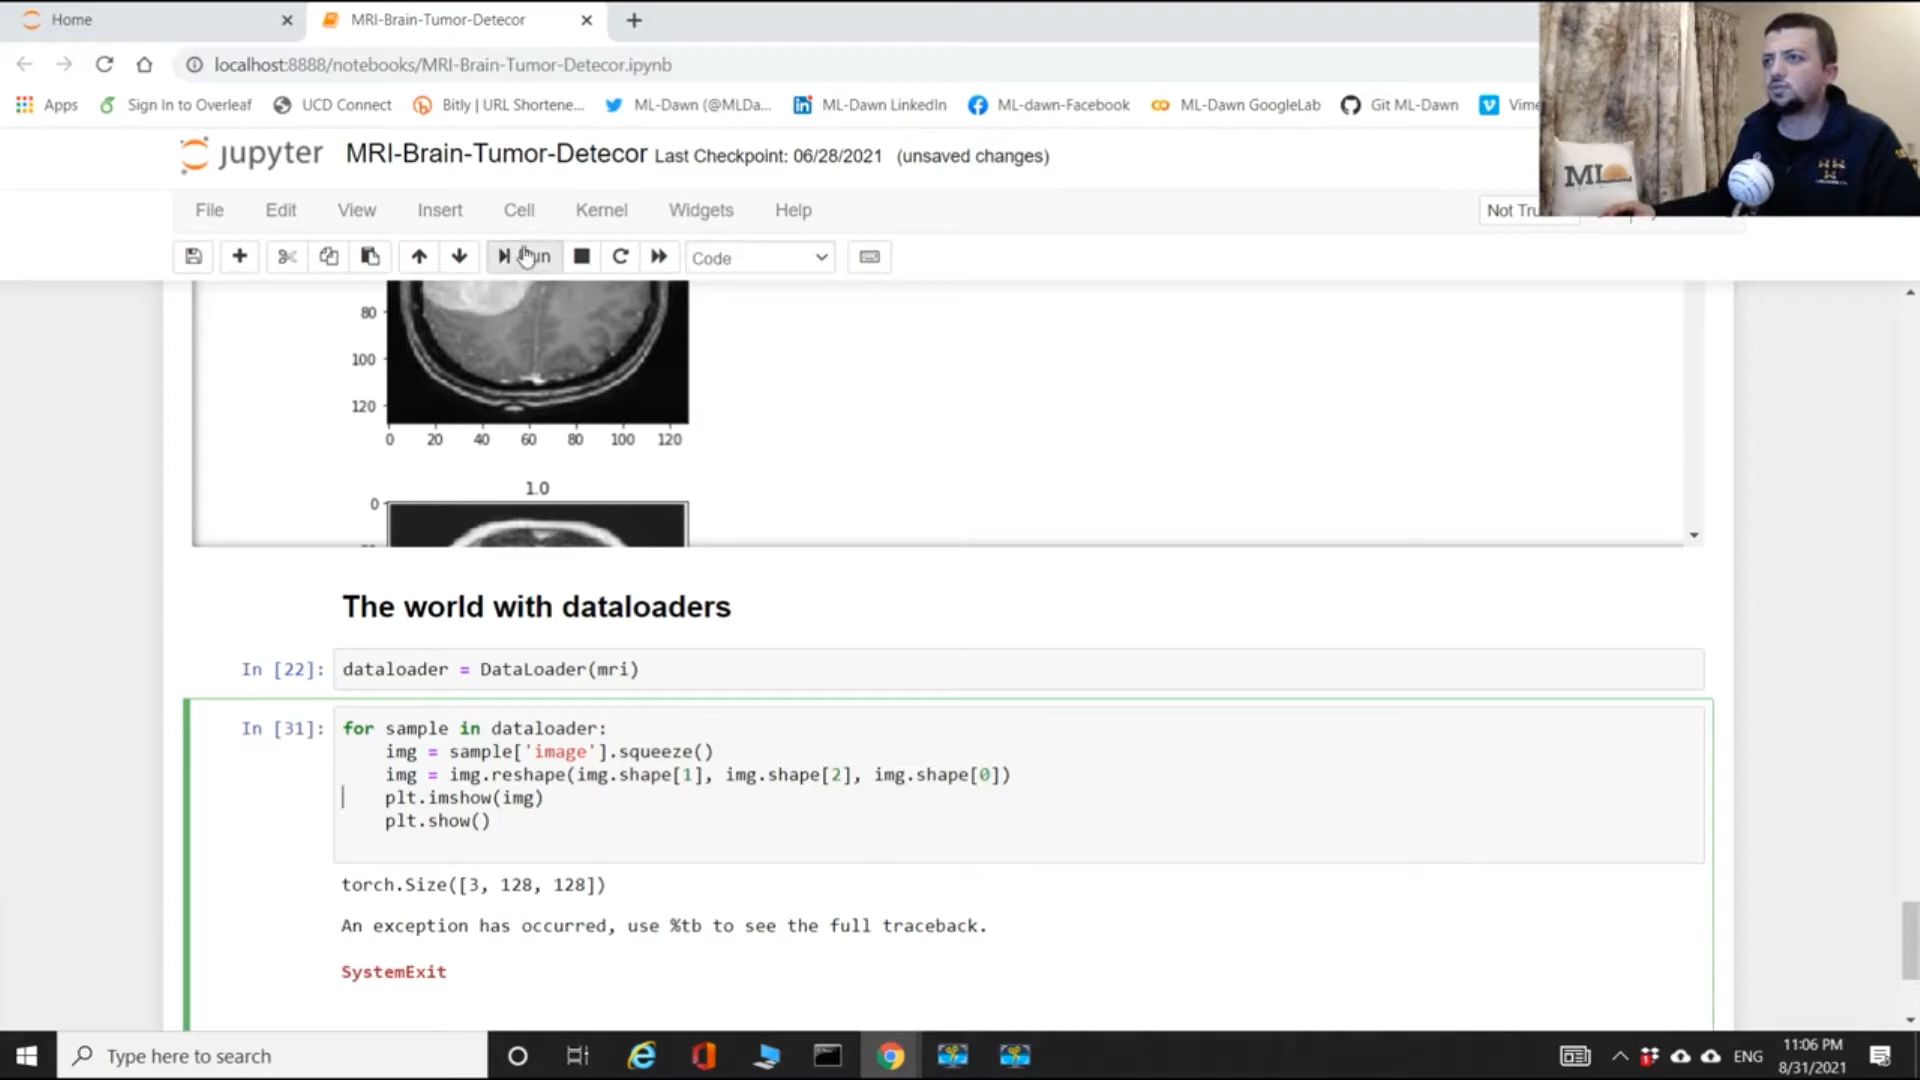 Home
MRI-Brain-Tumor-Detecor
localhost:8888/notebooks/MRI-Brain-Tumor-Detecor.ipynb
Apps Sign In to Overleaf UCD Connect Bitly | URL Shortene... ML-Dawn (@MLDa... ML-Dawn LinkedIn ML-dawn-Facebook ML-Dawn GoogleLab Git ML-Dawn Vime
jupyter MRI-Brain-Tumor-Detecor Last Checkpoint: 06/28/2021 (unsaved changes)
ML
File Edit View Insert Cell Kernel Widgets Help Not Tru
Run Code
80
100
120
0 20 40 60 80 100 120
1.0
0
The world with dataloaders
In [22]: dataloader = DataLoader(mri)
In [31]: for sample in dataloader:
img = sample['image'].squeeze()
img = img.reshape(img.shape[1], img.shape[2], img.shape[0])
plt.imshow(img)
plt.show()
torch.Size([3, 128, 128])
An exception has occurred, use %tb to see the full traceback.
SystemExit
Type here to search
ENG
11:06 PM
8/31/2021